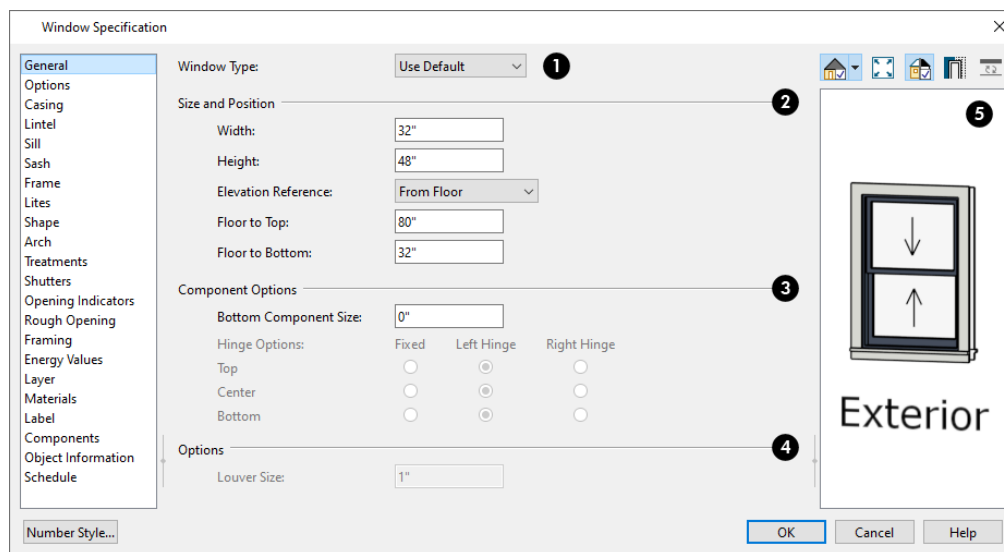 Window Specification
General
Options
Casing
Lintel
Sill
Sash
Frame
Lites
Shape
Arch
Treatments
Shutters
Opening Indicators
Rough Opening
Framing
Energy Values
Layer
Materials
Label
Components
Object Information
Schedule
Window Type: Use Default 1
Size and Position 2
Width: 32"
Height: 48"
Elevation Reference: From Floor
Floor to Top: 80"
Floor to Bottom: 32"
Component Options 3
Bottom Component Size: 0"
Hinge Options: Fixed Left Hinge Right Hinge
Top
Center
Bottom
Options 4
Louver Size: 1"
5
Exterior
Number Style... OK Cancel Help